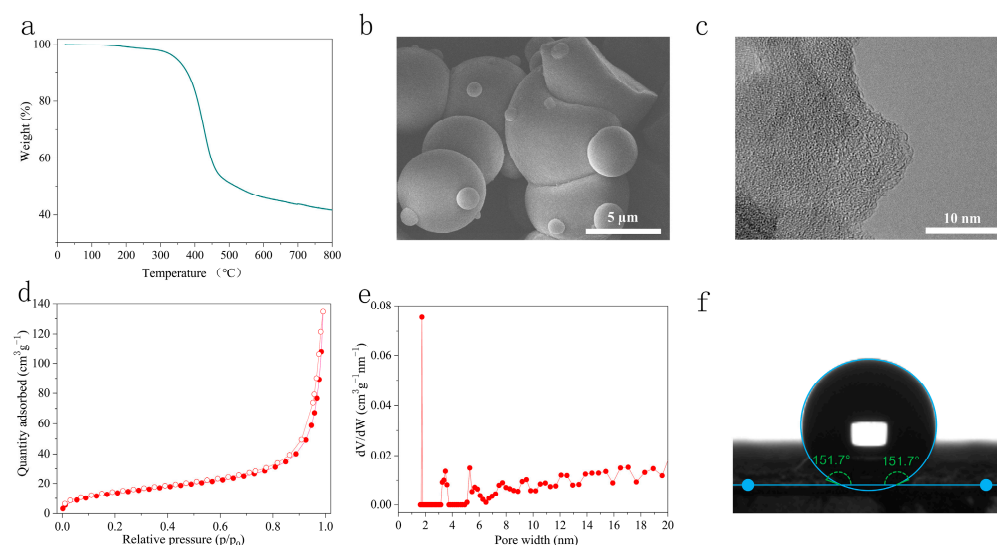 a
100
80
60
40
Weight (%)
0 100 200 300 400 500 600 700 800
Temperature (℃)
b
5 μm
c
10 nm
d
140
120
100
80
60
40
20
0
Quantity adsorbed (cm³g⁻¹)
0.0 0.2 0.4 0.6 0.8 1.0
Relative pressure (p/p₀)
e
0.08
0.06
0.04
0.02
0.00
dV/dW (cm³g⁻¹nm⁻¹)
0 2 4 6 8 10 12 14 16 18 20
Pore width (nm)
f
151.7° 151.7°